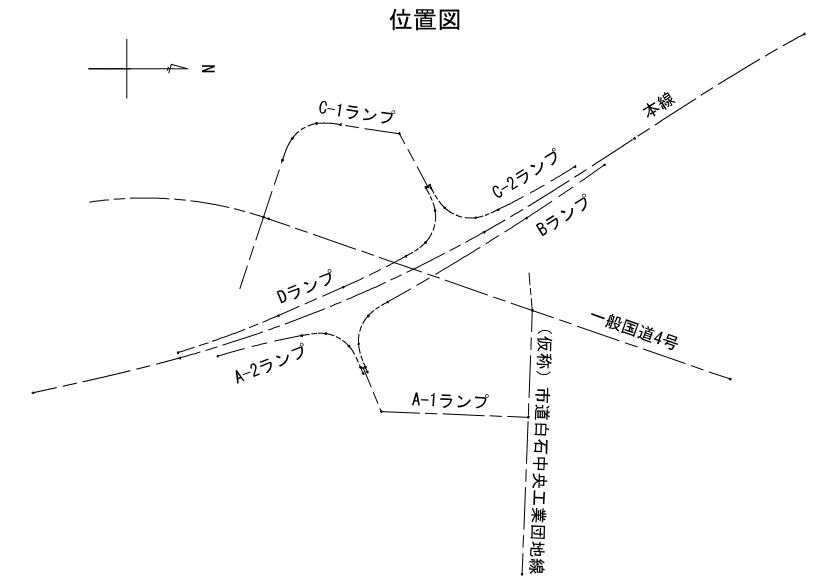 位置図
N
本線
C-1ランプ
C-2ランプ
Bランプ
Dランプ
一般国道4号
A-2ランプ
A-1ランプ
(仮称)市道白石中央工業団地線